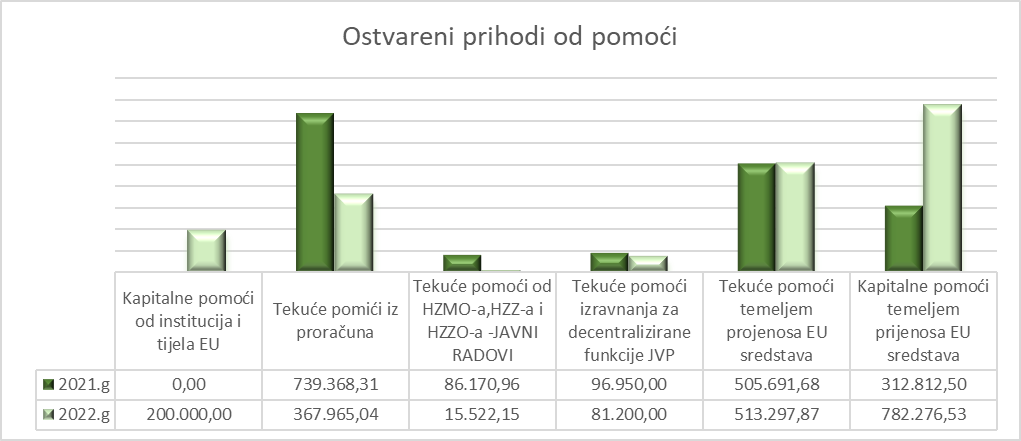 Ostvareni prihodi od pomoći
Kapitalne pomoći
od institucija i
tijela EU
Tekuće pomići iz
proračuna
Tekuće pomoći od
HZMO-a,HZZ-a i
HZZO-a -JAVNI
RADOVI
Tekuće pomoći
izravnanja za
decentralizirane
funkcije JVP
Tekuće pomoći
temeljem
projenosa EU
sredstava
Kapitalne pomoći
temeljem
prijenosa EU
sredstava
2021.g 0,00 739.368,31 86.170,96 96.950,00 505.691,68 312.812,50
2022.g 200.000,00 367.965,04 15.522,15 81.200,00 513.297,87 782.276,53